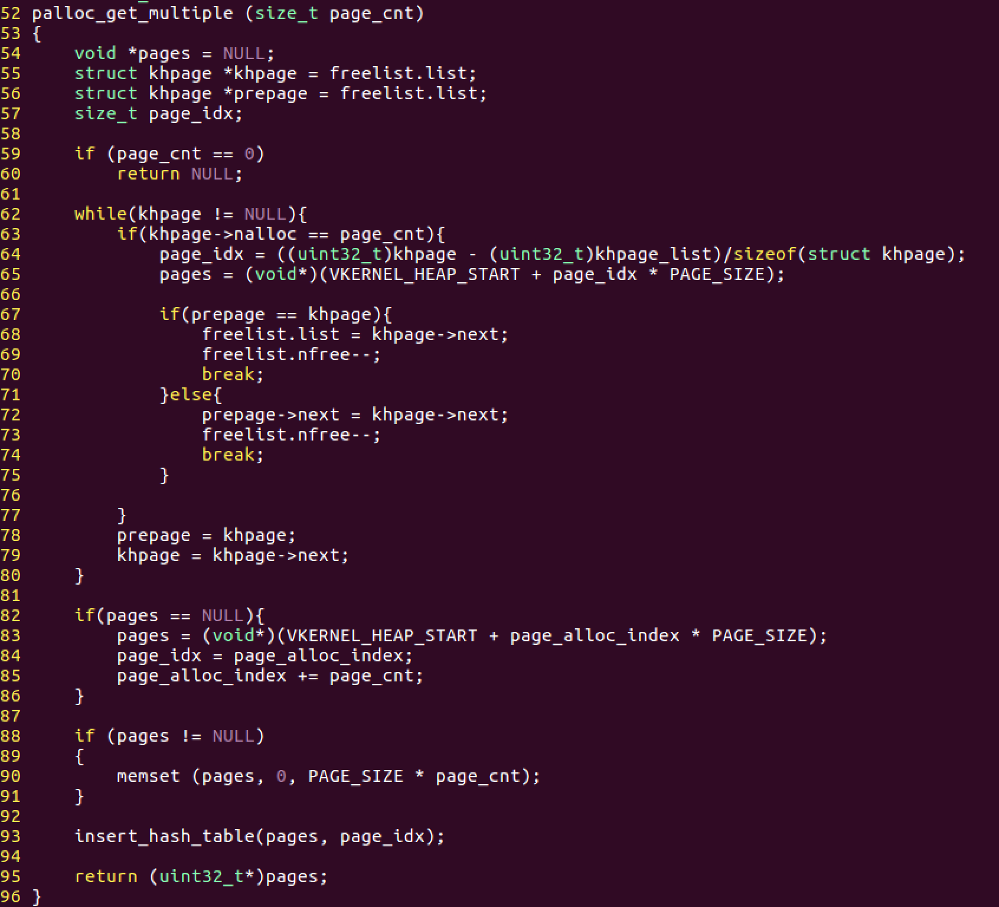 52 palloc_get_multiple (size_t page_cnt)
53 {
54     void *pages = NULL;
55     struct khpage *khpage = freelist.list;
56     struct khpage *prepage = freelist.list;
57     size_t page_idx;
58
59     if (page_cnt == 0)
60         return NULL;
61
62     while(khpage != NULL){
63         if(khpage->nalloc == page_cnt){
64             page_idx = ((uint32_t)khpage - (uint32_t)khpage_list)/sizeof(struct khpage);
65             pages = (void*)(VKERNEL_HEAP_START + page_idx * PAGE_SIZE);
66
67             if(prepage == khpage){
68                 freelist.list = khpage->next;
69                 freelist.nfree--;
70                 break;
71             }else{
72                 prepage->next = khpage->next;
73                 freelist.nfree--;
74                 break;
75             }
76
77         }
78         prepage = khpage;
79         khpage = khpage->next;
80     }
81
82     if(pages == NULL){
83         pages = (void*)(VKERNEL_HEAP_START + page_alloc_index * PAGE_SIZE);
84         page_idx = page_alloc_index;
85         page_alloc_index += page_cnt;
86     }
87
88     if (pages != NULL)
89     {
90         memset (pages, 0, PAGE_SIZE * page_cnt);
91     }
92
93     insert_hash_table(pages, page_idx);
94
95     return (uint32_t*)pages;
96 }